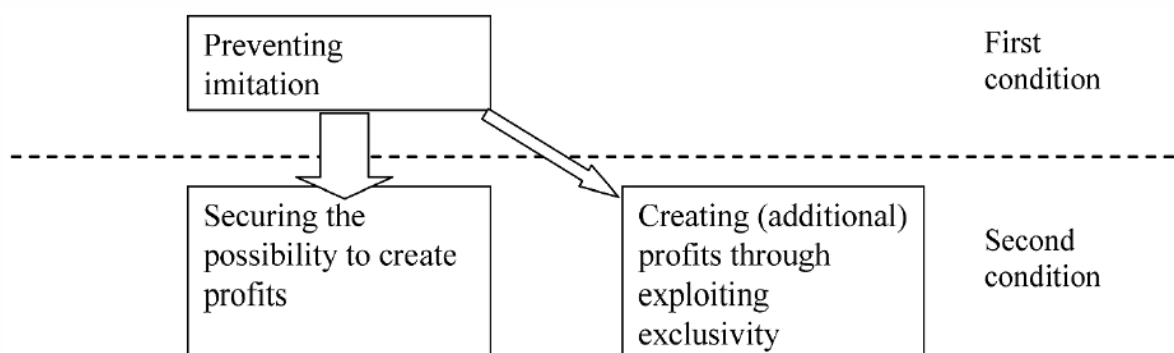 Preventing
imitation
First
condition
Securing the
possibility to create
profits
Creating (additional)
profits through
exploiting
exclusivity
Second
condition